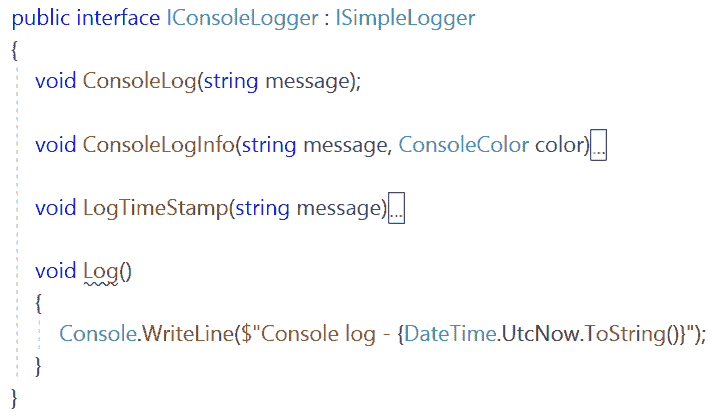 public interface IConsoleLogger : ISimpleLogger
{
void ConsoleLog(string message);
void ConsoleLogInfo(string message, ConsoleColor color)...
void LogTimeStamp(string message)...
void Log()
{
Console.WriteLine($"Console log - {DateTime.UtcNow.ToString()}");
}
}